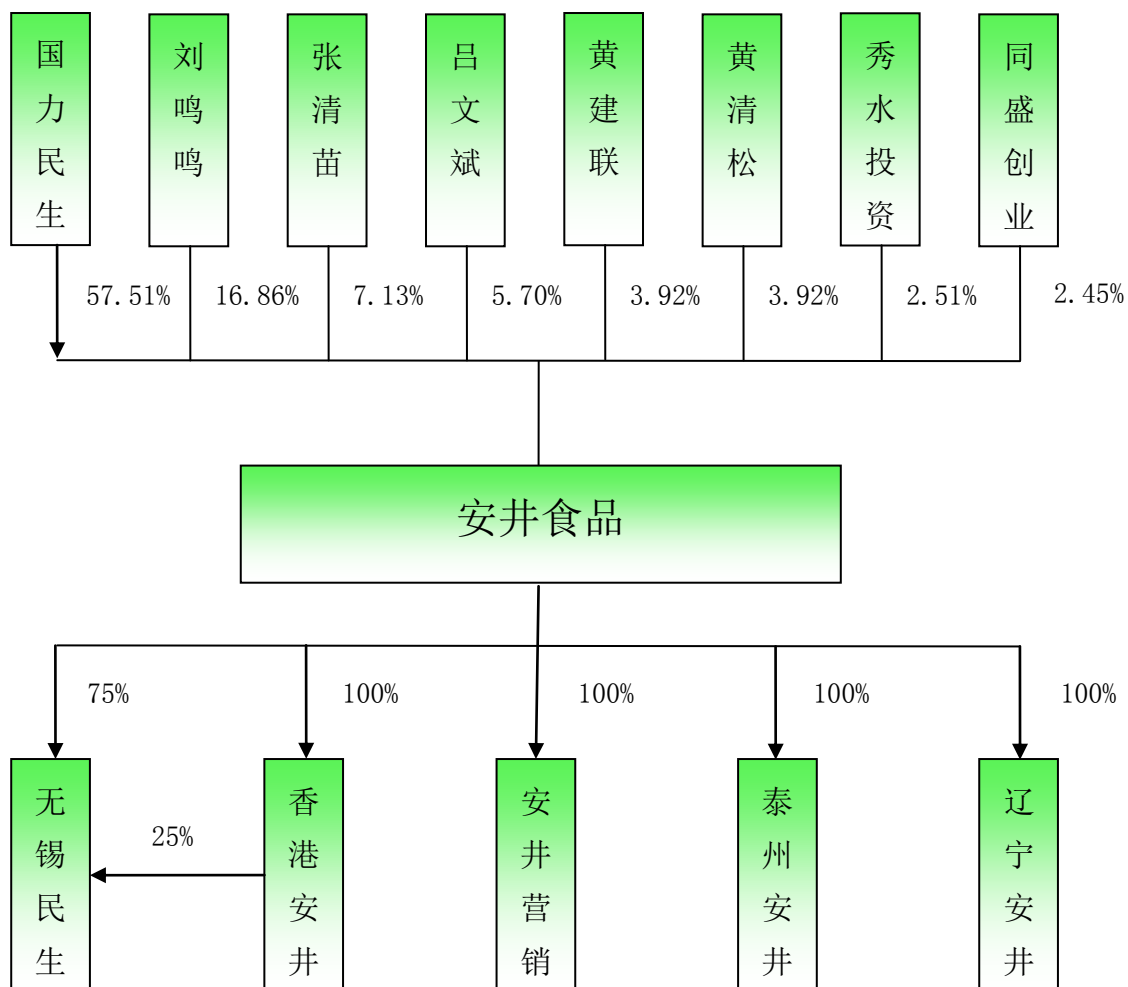 国力民生
刘鸣鸣
张清苗
吕文斌
黄建联
黄清松
秀水投资
同盛创业
57.51%
16.86%
7.13%
5.70%
3.92%
3.92%
2.51%
2.45%
安井食品
75%
100%
100%
100%
100%
无锡民生
25%
香港安井
安井营销
泰州安井
辽宁安井